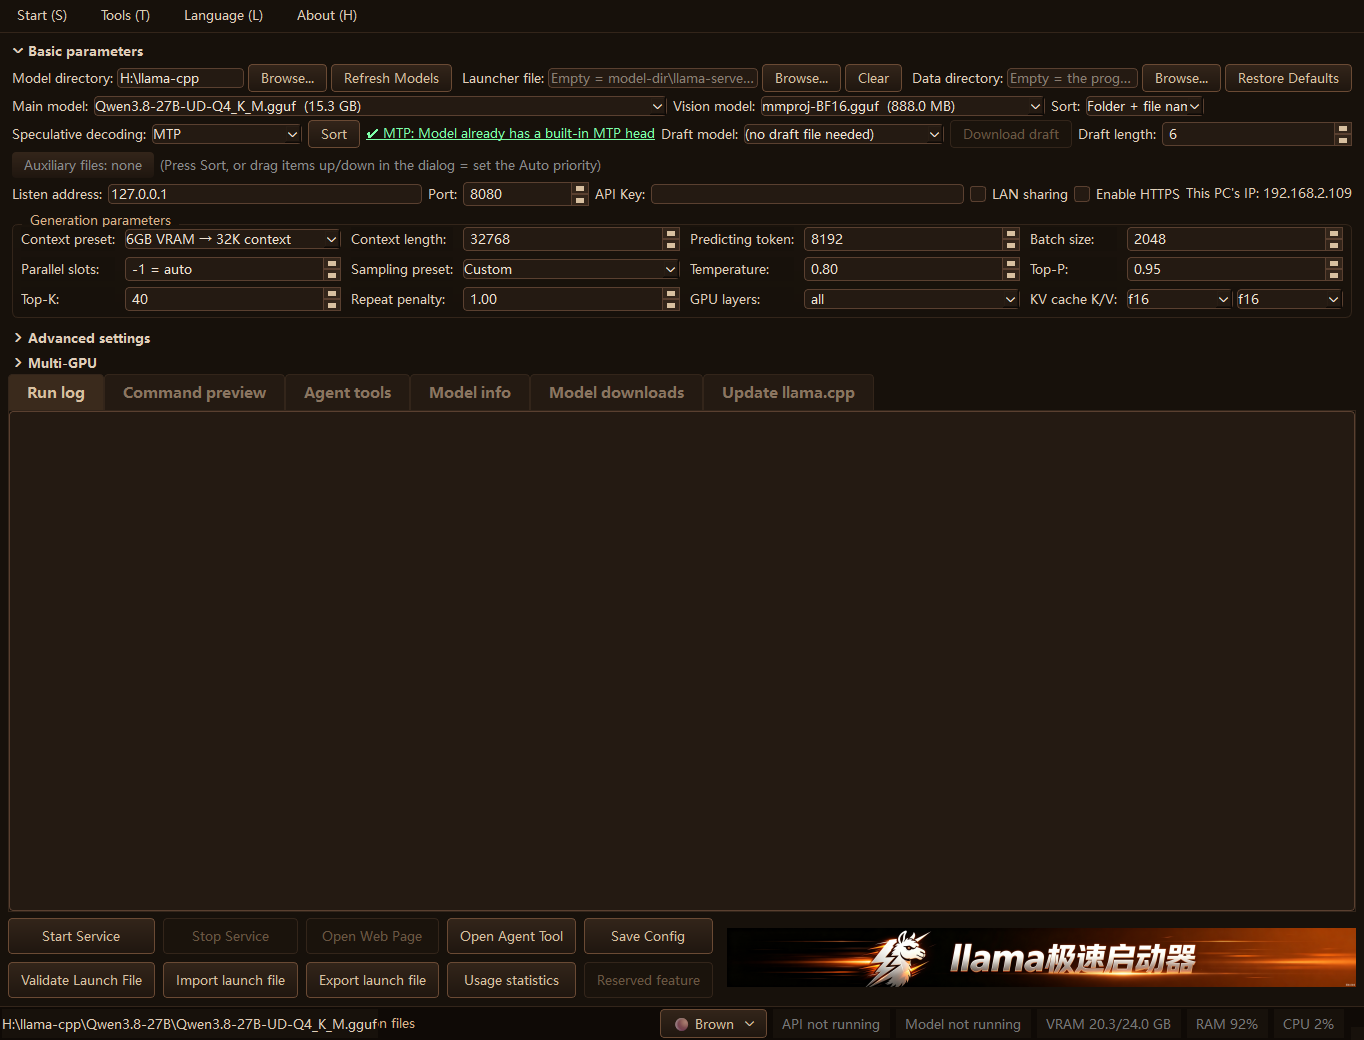 Start (S) Tools (T) Language (L) About (H)
Basic parameters
Model directory: H:\llama-cpp Browse... Refresh Models Launcher file: Empty = model-dir\llama-serve... Browse... Clear Data directory: Empty = the prog... Browse... Restore Defaults
Main model: Qwen3.8-27B-UD-Q4_K_M.gguf (15.3 GB) Vision model: mmproj-BF16.gguf (888.0 MB) Sort: Folder + file nan
Speculative decoding: MTP Sort ✔ MTP: Model already has a built-in MTP head Draft model: (no draft file needed) Download draft Draft length: 6
Auxiliary files: none (Press Sort, or drag items up/down in the dialog = set the Auto priority)
Listen address: 127.0.0.1 Port: 8080 API Key: LAN sharing Enable HTTPS This PC's IP: 192.168.2.109
Generation parameters
Context preset: 6GB VRAM → 32K context Context length: 32768 Predicting token: 8192 Batch size: 2048
Parallel slots: -1 = auto Sampling preset: Custom Temperature: 0.80 Top-P: 0.95
Top-K: 40 Repeat penalty: 1.00 GPU layers: all KV cache K/V: f16 f16
Advanced settings
Multi-GPU
Run log Command preview Agent tools Model info Model downloads Update llama.cpp
Start Service Stop Service Open Web Page Open Agent Tool Save Config
llama极速启动器
Validate Launch File Import launch file Export launch file Usage statistics Reserved feature
H:\llama-cpp\Qwen3.8-27B\Qwen3.8-27B-UD-Q4_K_M.gguf n files Brown API not running Model not running VRAM 20.3/24.0 GB RAM 92% CPU 2%